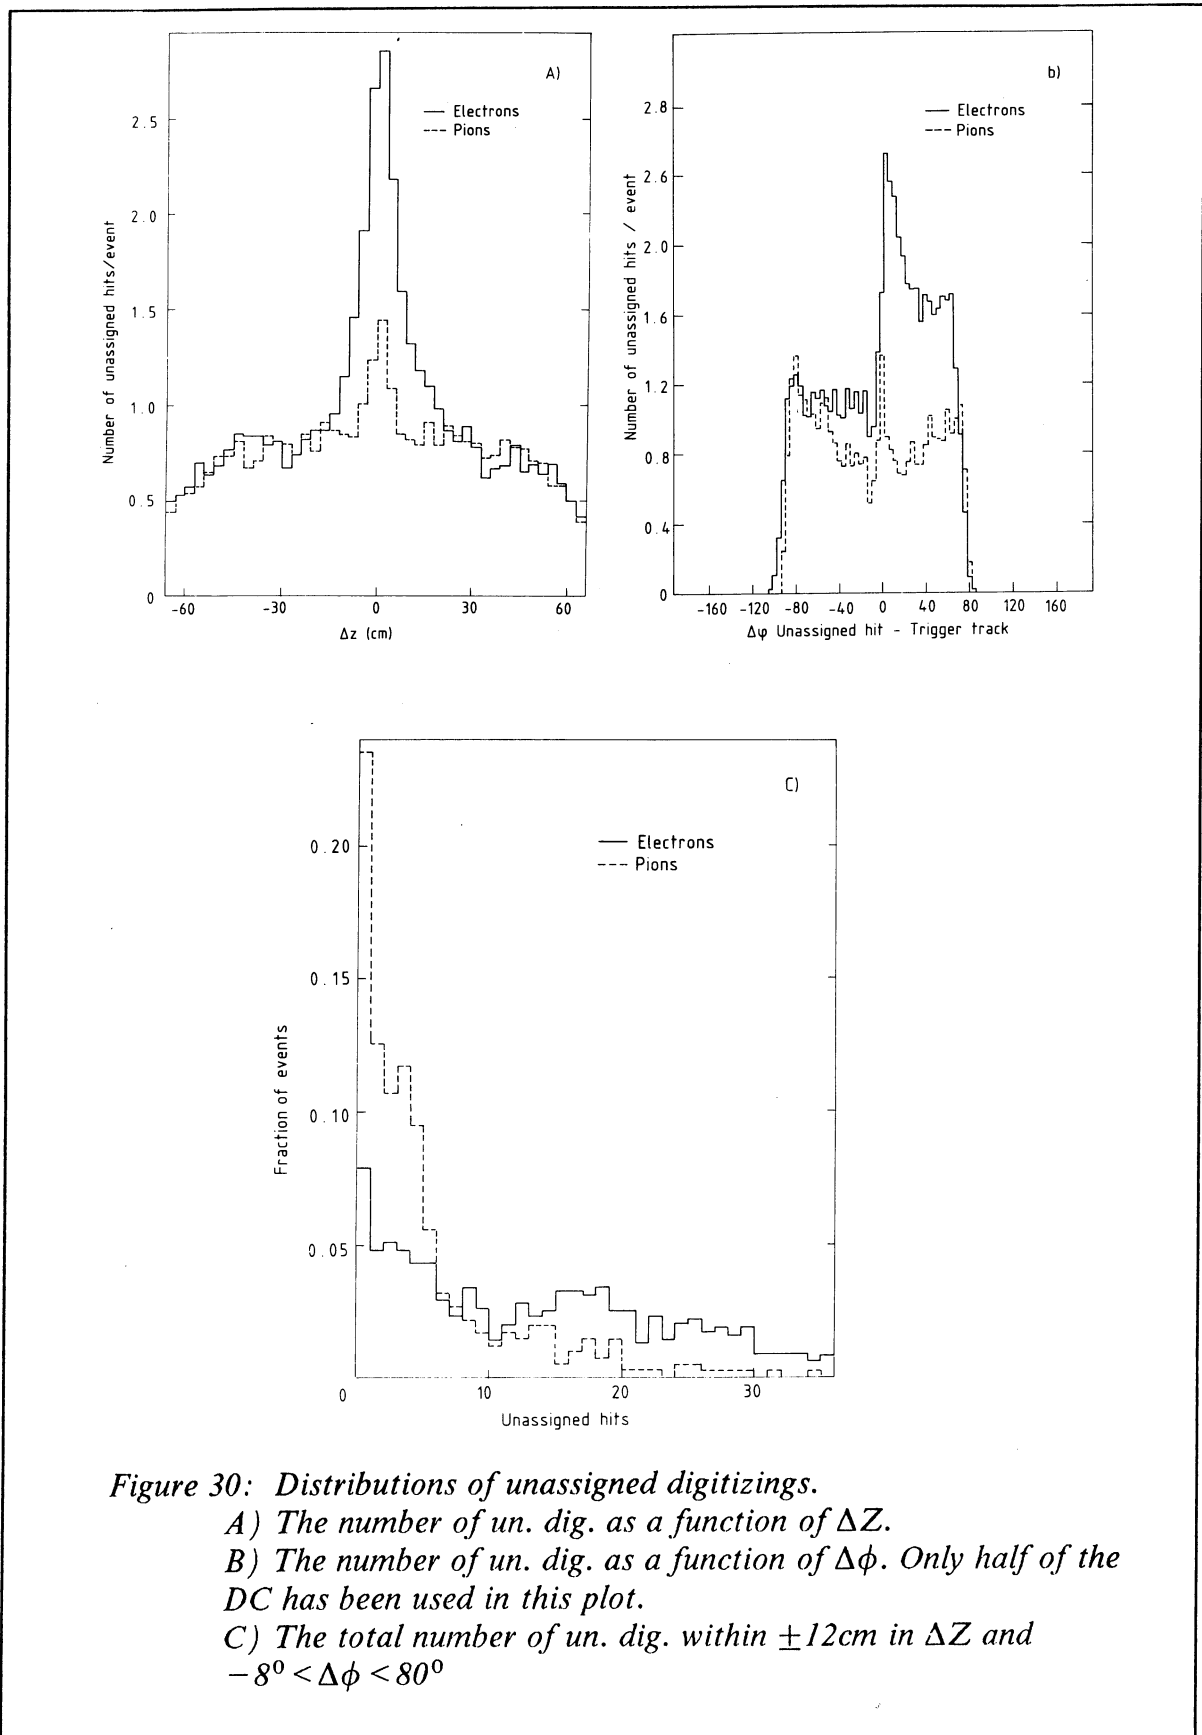 A)
Electrons
Pions
2.5
2.0
1.5
1.0
0.5
0
Number of unassigned hits/event
-60
-30
0
30
60
Δz (cm)
b)
Electrons
Pions
2.8
2.6
2.0
1.6
1.2
0.8
0.4
0
Number of unassigned hits / event
-160
-120
-80
-40
0
40
80
120
160
Δφ Unassigned hit - Trigger track
C)
Electrons
Pions
0.20
0.15
0.10
0.05
0
Fraction of events
10
20
30
Unassigned hits
Figure 30: Distributions of unassigned digitizings.
A) The number of un. dig. as a function of ΔZ.
B) The number of un. dig. as a function of Δϕ. Only half of the
DC has been used in this plot.
C) The total number of un. dig. within ±12cm in ΔZ and
−8⁰<Δϕ<80⁰